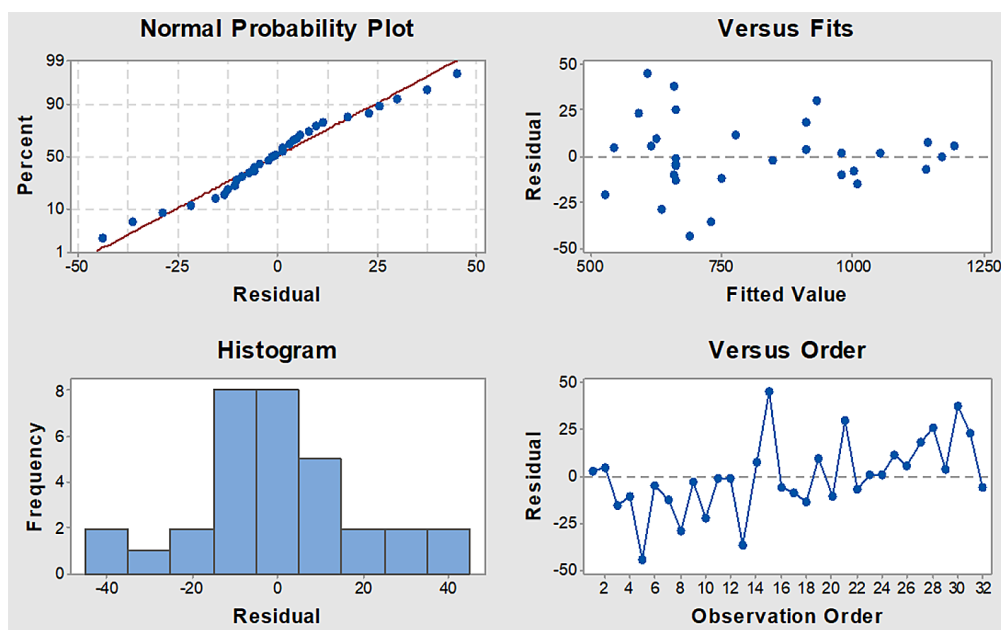 Normal Probability Plot
99
90
50
10
1
Percent
-50 -25 0 25 50
Residual
Versus Fits
50
25
0
-25
-50
Residual
500 750 1000 1250
Fitted Value
Histogram
8
6
4
2
0
Frequency
-40 -20 0 20 40
Residual
Versus Order
50
25
0
-25
-50
Residual
2 4 6 8 10 12 14 16 18 20 22 24 26 28 30 32
Observation Order